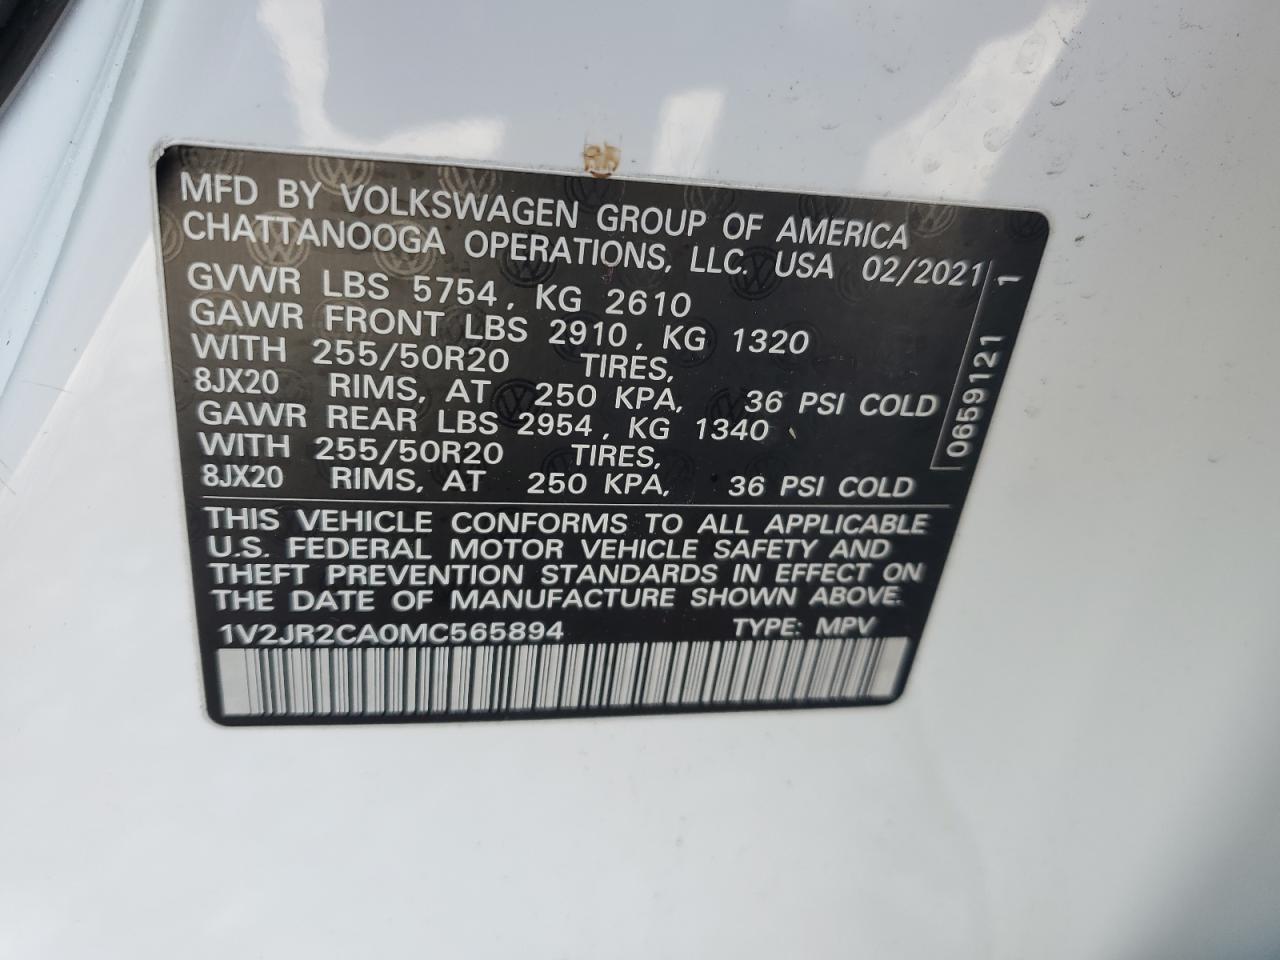 MFD BY VOLKSWAGEN GROUP OF AMERICA
CHATTANOOGA OPERATIONS, LLC. USA 02/2021
GVWR LBS 5754, KG 2610
GAWR FRONT LBS 2910, KG 1320
WITH 255/50R20 TIRES,
8JX20 RIMS, AT 250 KPA, 36 PSI COLD
GAWR REAR LBS 2954, KG 1340
WITH 255/50R20 TIRES,
8JX20 RIMS, AT 250 KPA, 36 PSI COLD
0659121 1
THIS VEHICLE CONFORMS TO ALL APPLICABLE
U.S. FEDERAL MOTOR VEHICLE SAFETY AND
THEFT PREVENTION STANDARDS IN EFFECT ON
THE DATE OF MANUFACTURE SHOWN ABOVE.
1V2JR2CA0MC565894 TYPE: MPV